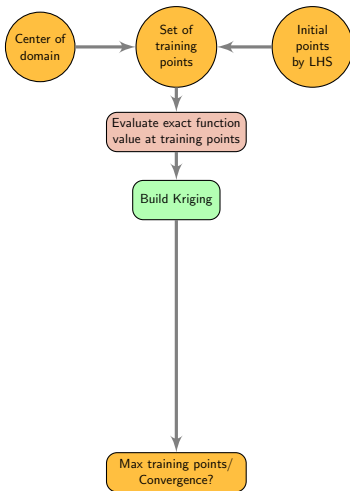 Center of
domain
Set of
training
points
Initial
points
by LHS
Evaluate exact function
value at training points
Build Kriging
Max training points/
Convergence?